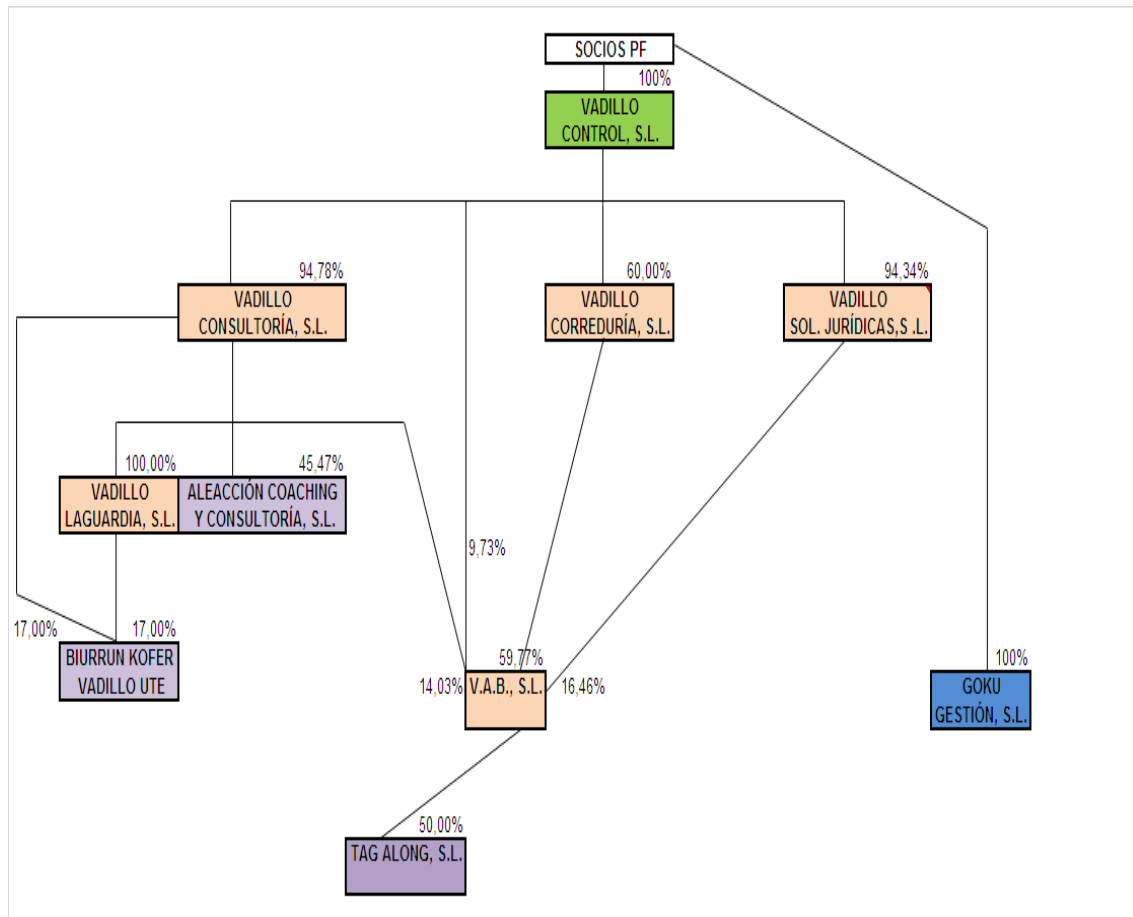 SOCIOS PF
100%
VADILLO
CONTROL, S.L.
94,78%
60,00%
94,34%
VADILLO
CONSULTORÍA, S.L.
VADILLO
CORREDURÍA, S.L.
VADILLO
SOL. JURÍDICAS,S .L.
100,00%
45,47%
VADILLO
LAGUARDIA, S.L.
ALEACCIÓN COACHING
Y CONSULTORÍA, S.L.
9,73%
17,00%
17,00%
BIURRUN KOFER
VADILLO UTE
59,77%
14,03%
V.A.B., S.L.
16,46%
100%
GOKU
GESTIÓN, S.L.
50,00%
TAG ALONG, S.L.